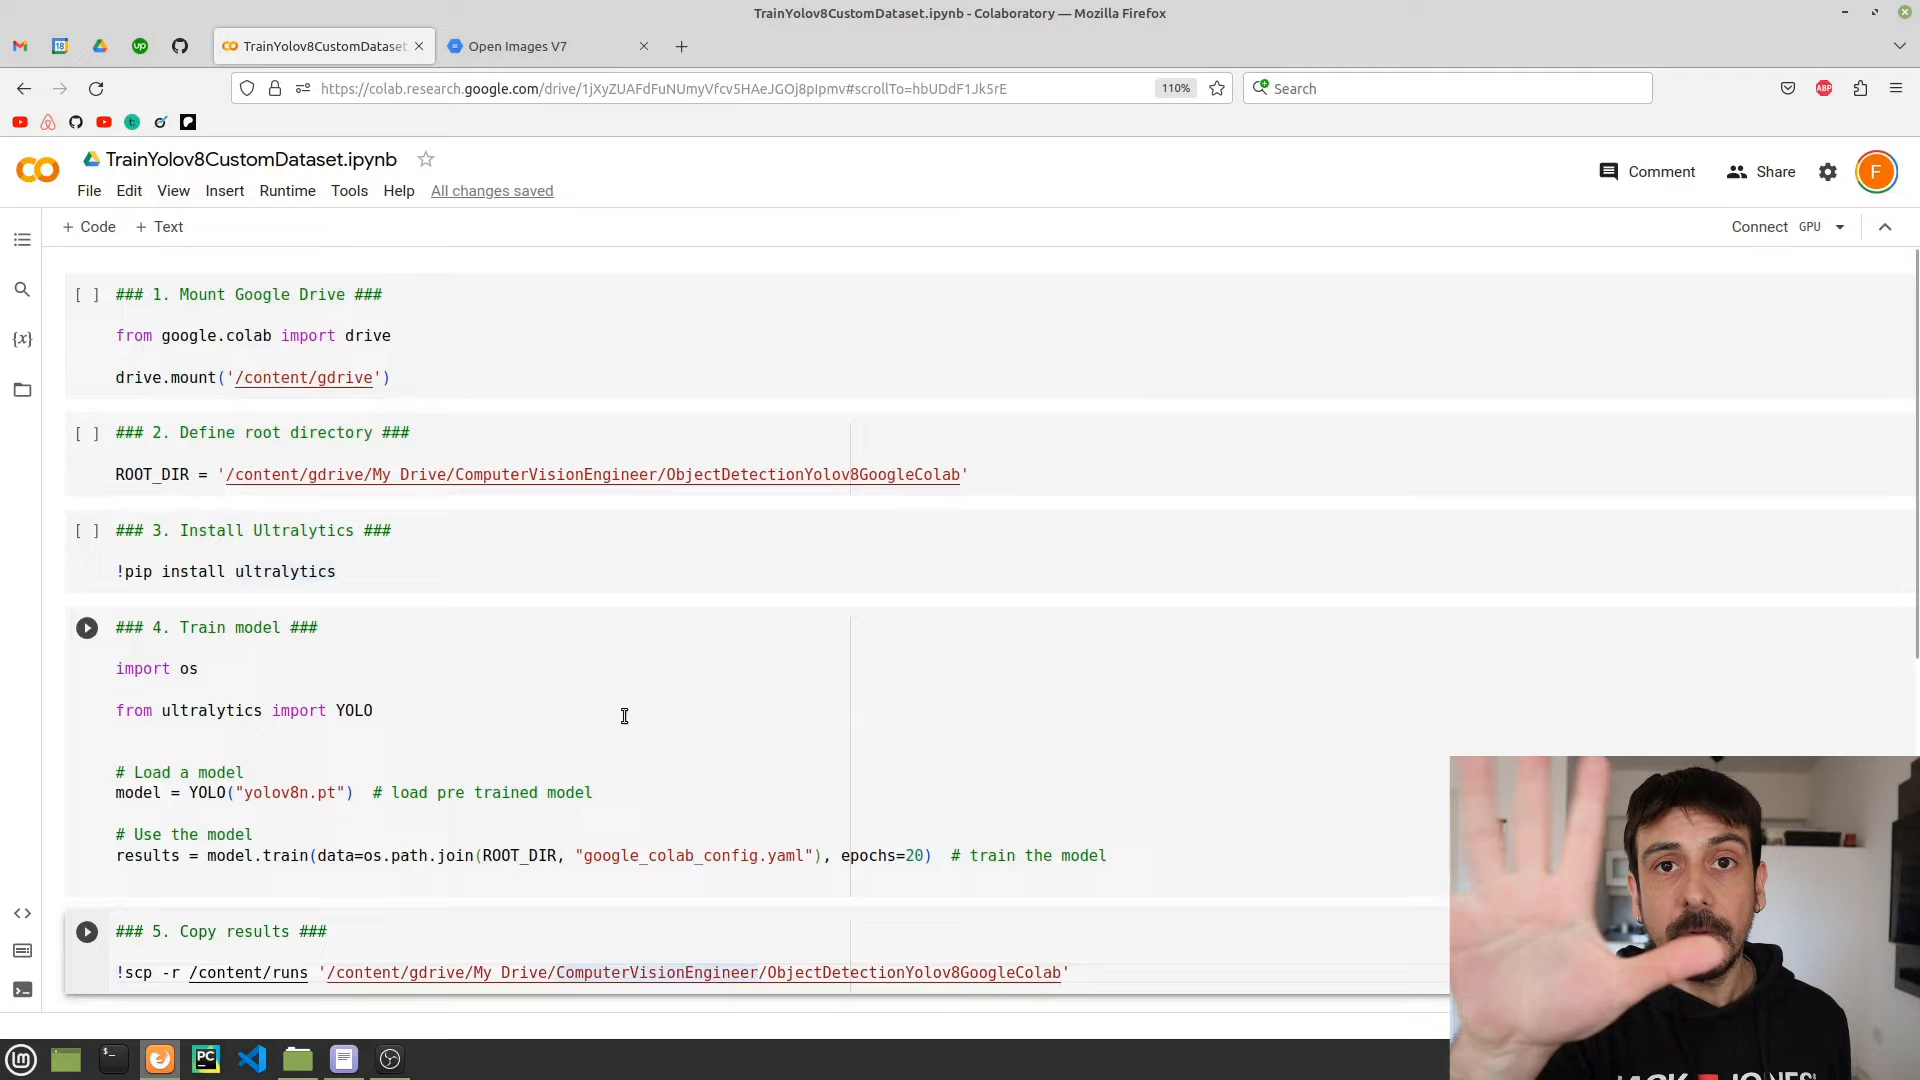 TrainYolov8CustomDataset.ipynb - Colaboratory — Mozilla Firefox
TrainYolov8CustomDataset
Open Images V7
https://colab.research.google.com/drive/1jXyZUAFdFuNUmyVfcv5HAeJGOj8pIpmv#scrollTo=hbUDdF1Jk5rE
110%
Search
ABP
TrainYolov8CustomDataset.ipynb
File Edit View Insert Runtime Tools Help All changes saved
Comment
Share
F
+ Code + Text
Connect GPU
[ ] ### 1. Mount Google Drive ###
from google.colab import drive
drive.mount('/content/gdrive')
[ ] ### 2. Define root directory ###
ROOT_DIR = '/content/gdrive/My Drive/ComputerVisionEngineer/ObjectDetectionYolov8GoogleColab'
[ ] ### 3. Install Ultralytics ###
!pip install ultralytics
### 4. Train model ###
import os
from ultralytics import YOLO
# Load a model
model = YOLO("yolov8n.pt") # load pre trained model
# Use the model
results = model.train(data=os.path.join(ROOT_DIR, "google_colab_config.yaml"), epochs=20) # train the model
### 5. Copy results ###
!scp -r /content/runs '/content/gdrive/My Drive/ComputerVisionEngineer/ObjectDetectionYolov8GoogleColab'
PC